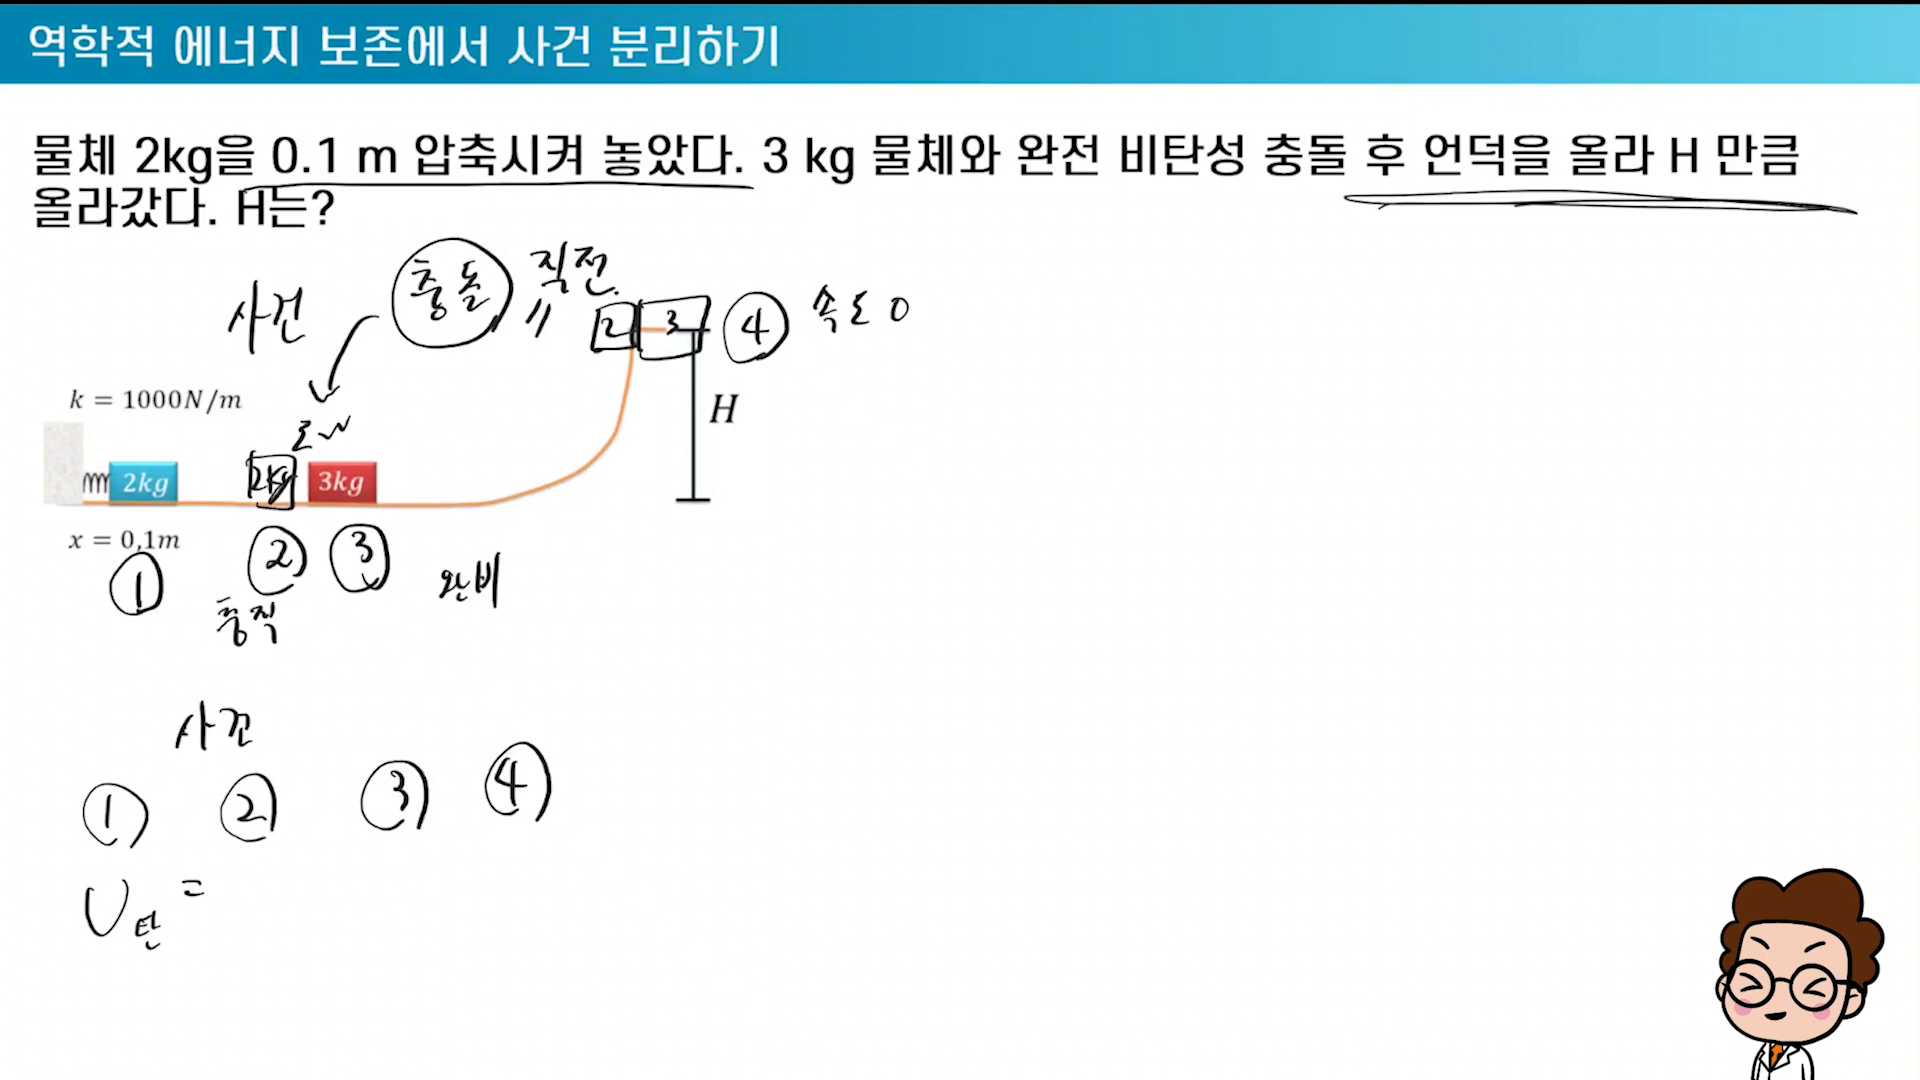 역학적 에너지 보존에서 사건 분리하기
물체 2kg을 0.1 m 압축시켜 놓았다. 3 kg 물체와 완전 비탄성 충돌 후 언덕을 올라 H 만큼
올라갔다. H는?
사건 충돌 직전
2 3 ④ 속도 0
k = 1000N/m
H
2kg 2kg 3kg
x = 0,1m
① ② ③ 완비
충직
사건
① ② ③ ④
U탄 =